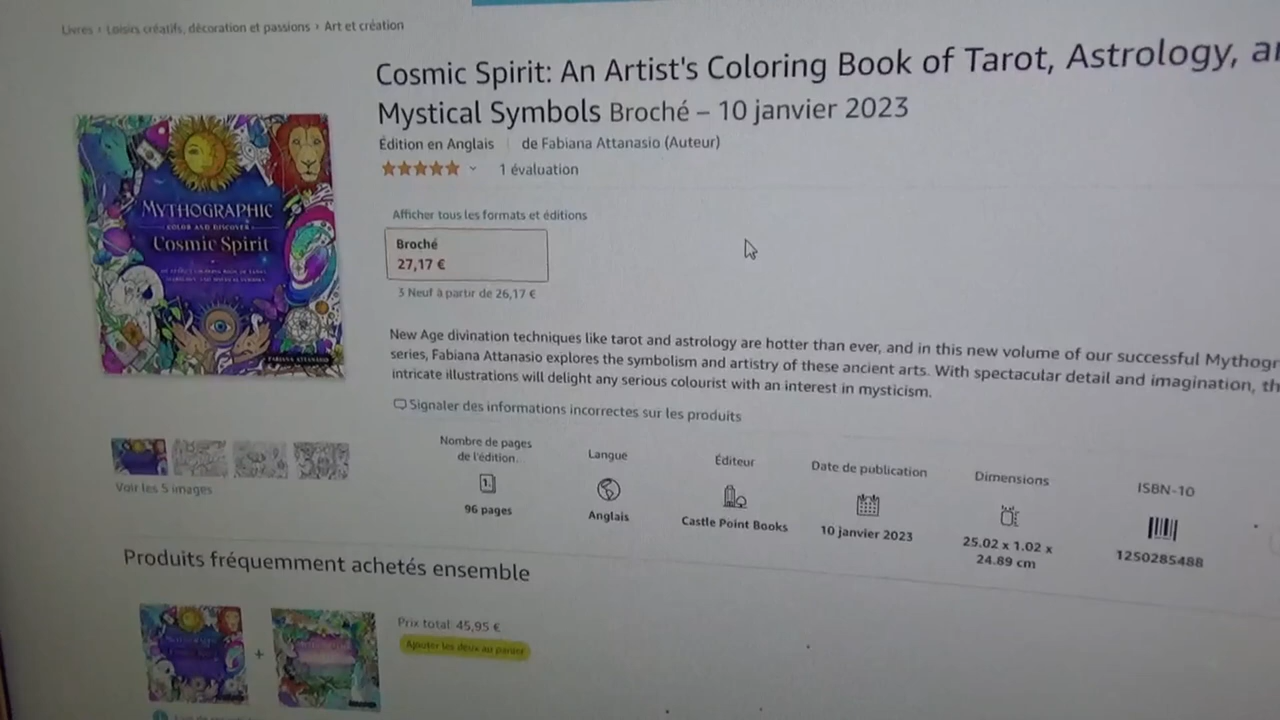 Livres › Loisirs créatifs, décoration et passions › Art et création
Cosmic Spirit: An Artist's Coloring Book of Tarot, Astrology,
Mystical Symbols Broché – 10 janvier 2023
Édition en Anglais | de Fabiana Attanasio (Auteur)
1 évaluation
MYTHOGRAPHIC
COLOR AND DISCOVER
Cosmic Spirit
FABIANA ATTANASIO
Afficher tous les formats et éditions
Broché
27,17 €
3 Neuf à partir de 26,17 €
New Age divination techniques like tarot and astrology are hotter than ever, and in this new volume of our successful Mythogr
series, Fabiana Attanasio explores the symbolism and artistry of these ancient arts. With spectacular detail and imagination, th
intricate illustrations will delight any serious colourist with an interest in mysticism.
Signaler des informations incorrectes sur les produits
Voir les 5 images
Nombre de pages de l'édition
96 pages
Langue
Anglais
Éditeur
Castle Point Books
Date de publication
10 janvier 2023
Dimensions
25.02 x 1.02 x
24.89 cm
ISBN-10
1250285488
Produits fréquemment achetés ensemble
+
Prix total: 45,95 €
Ajouter les deux au panier